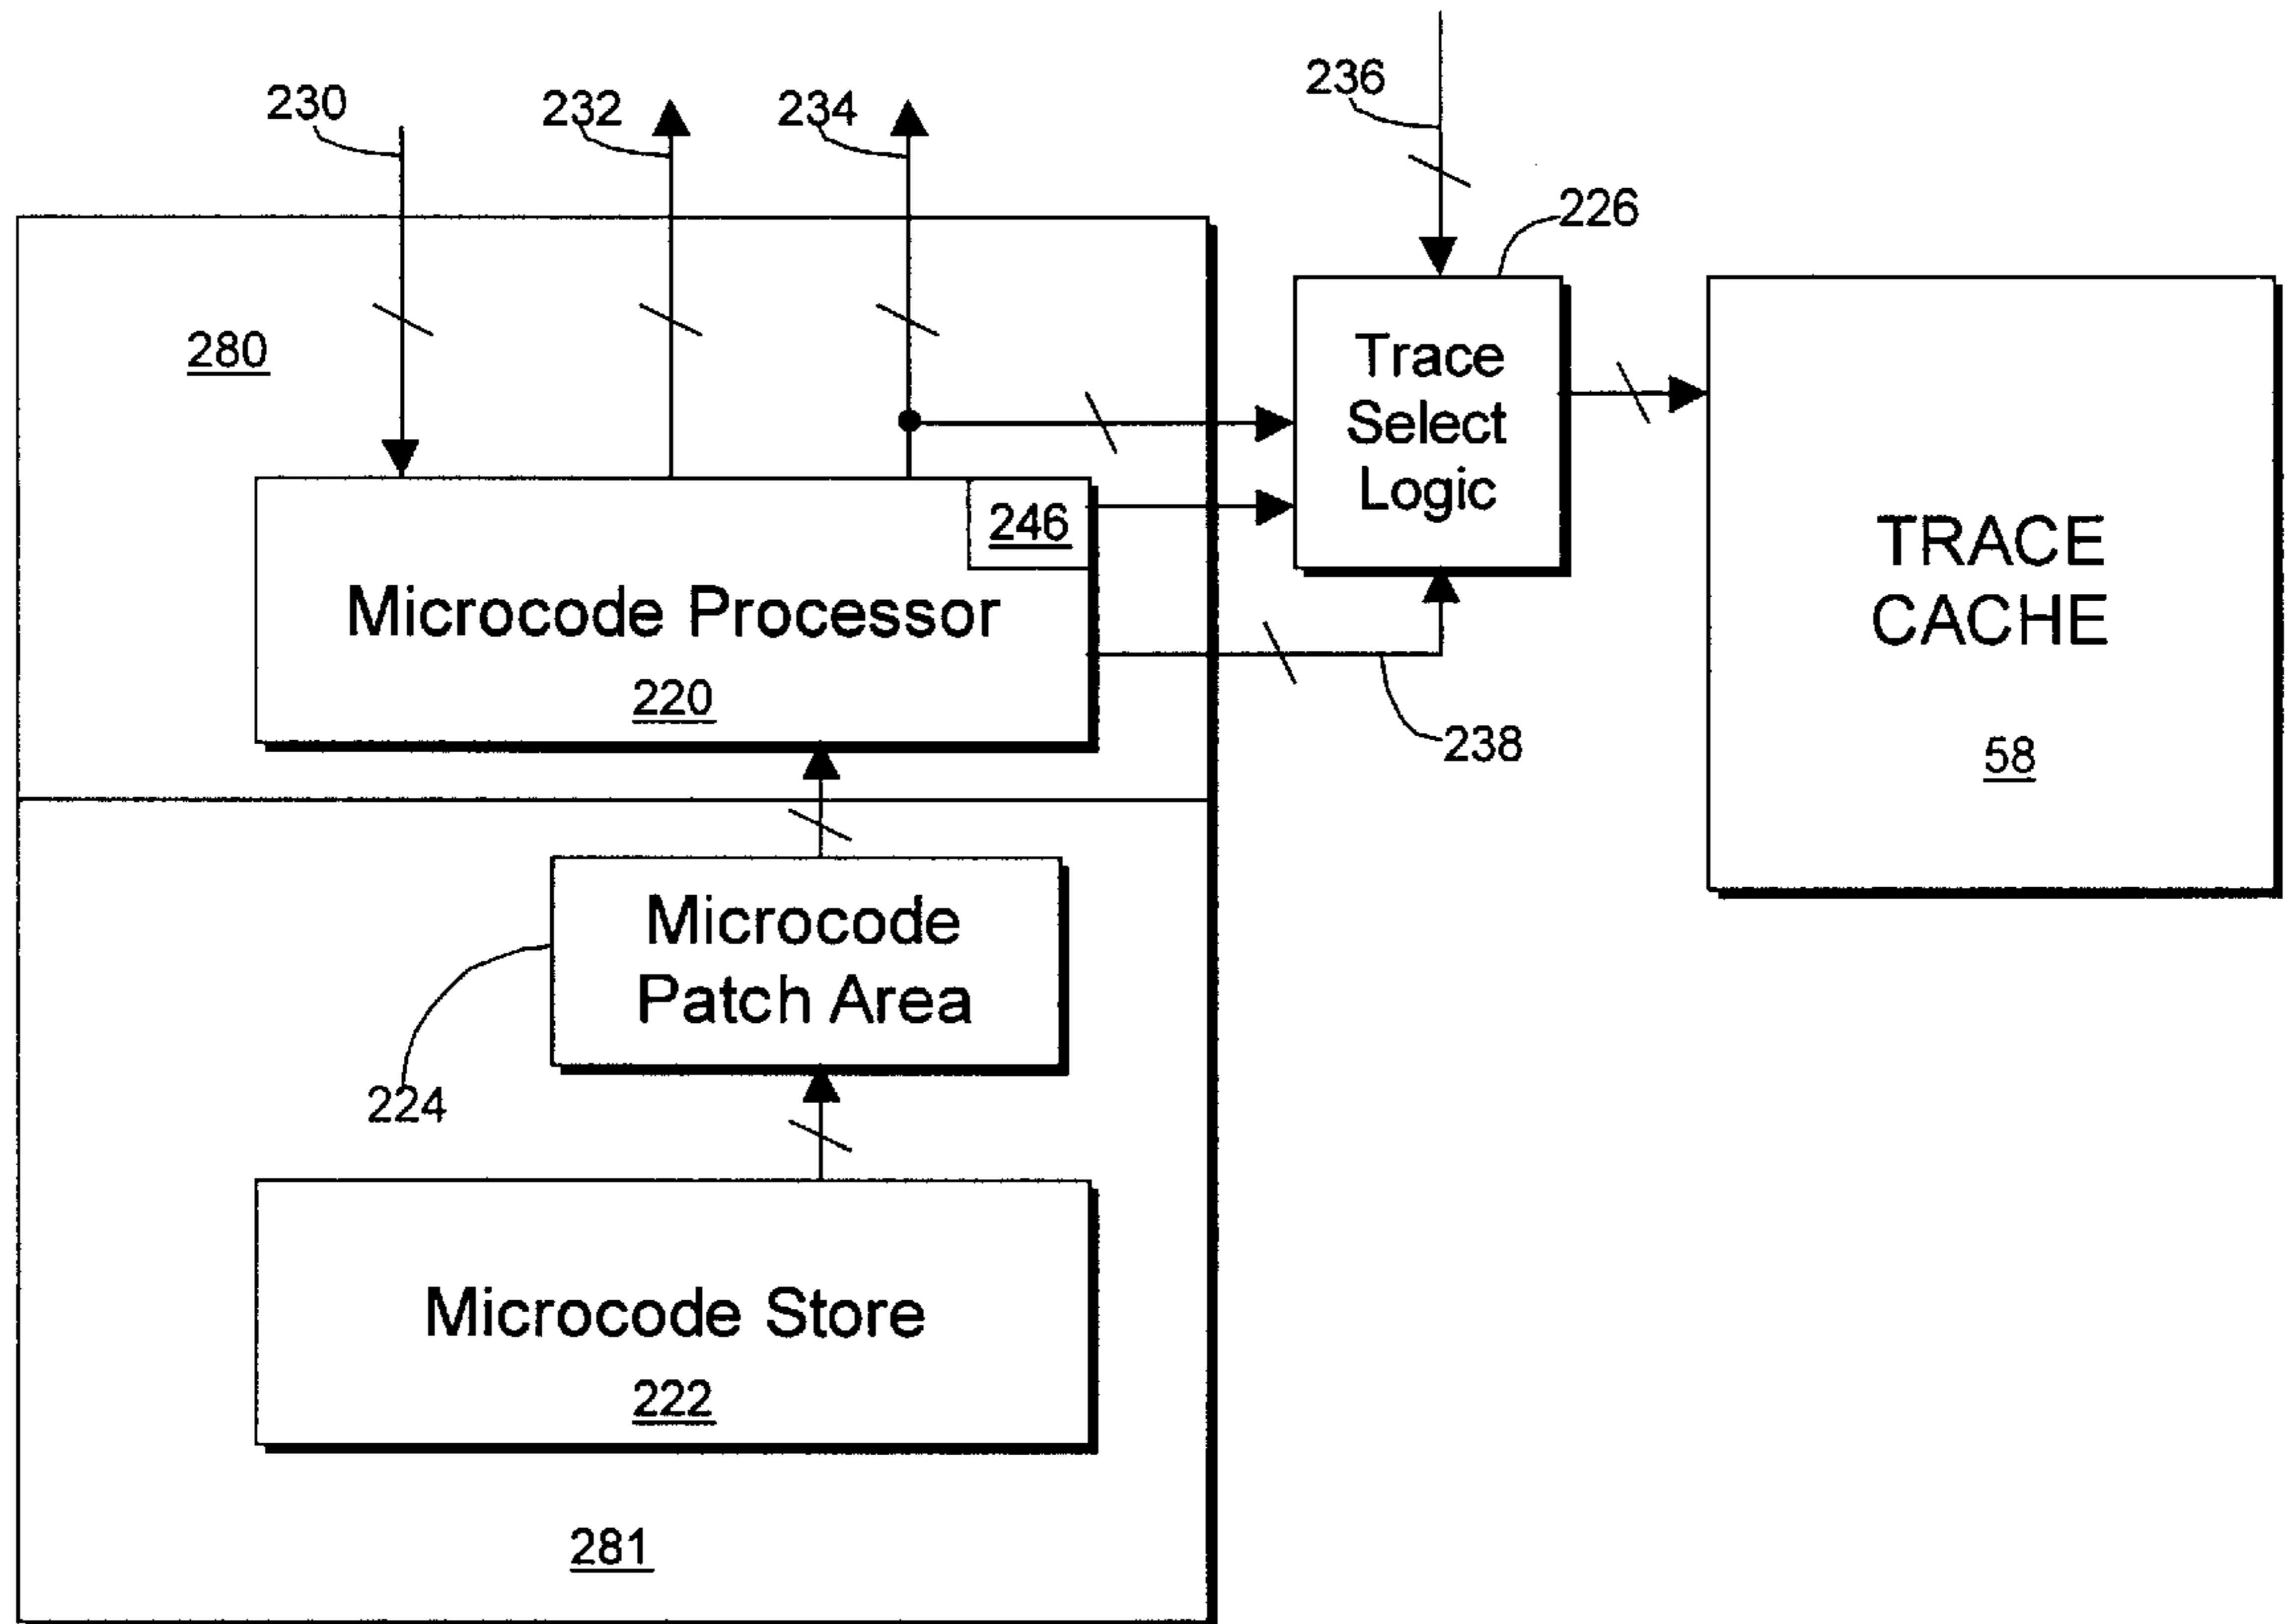 236
230
232
234
226
280
Trace
Select
Logic
246
TRACE
CACHE
Microcode Processor
220
238
58
Microcode
Patch Area
224
Microcode Store
222
281